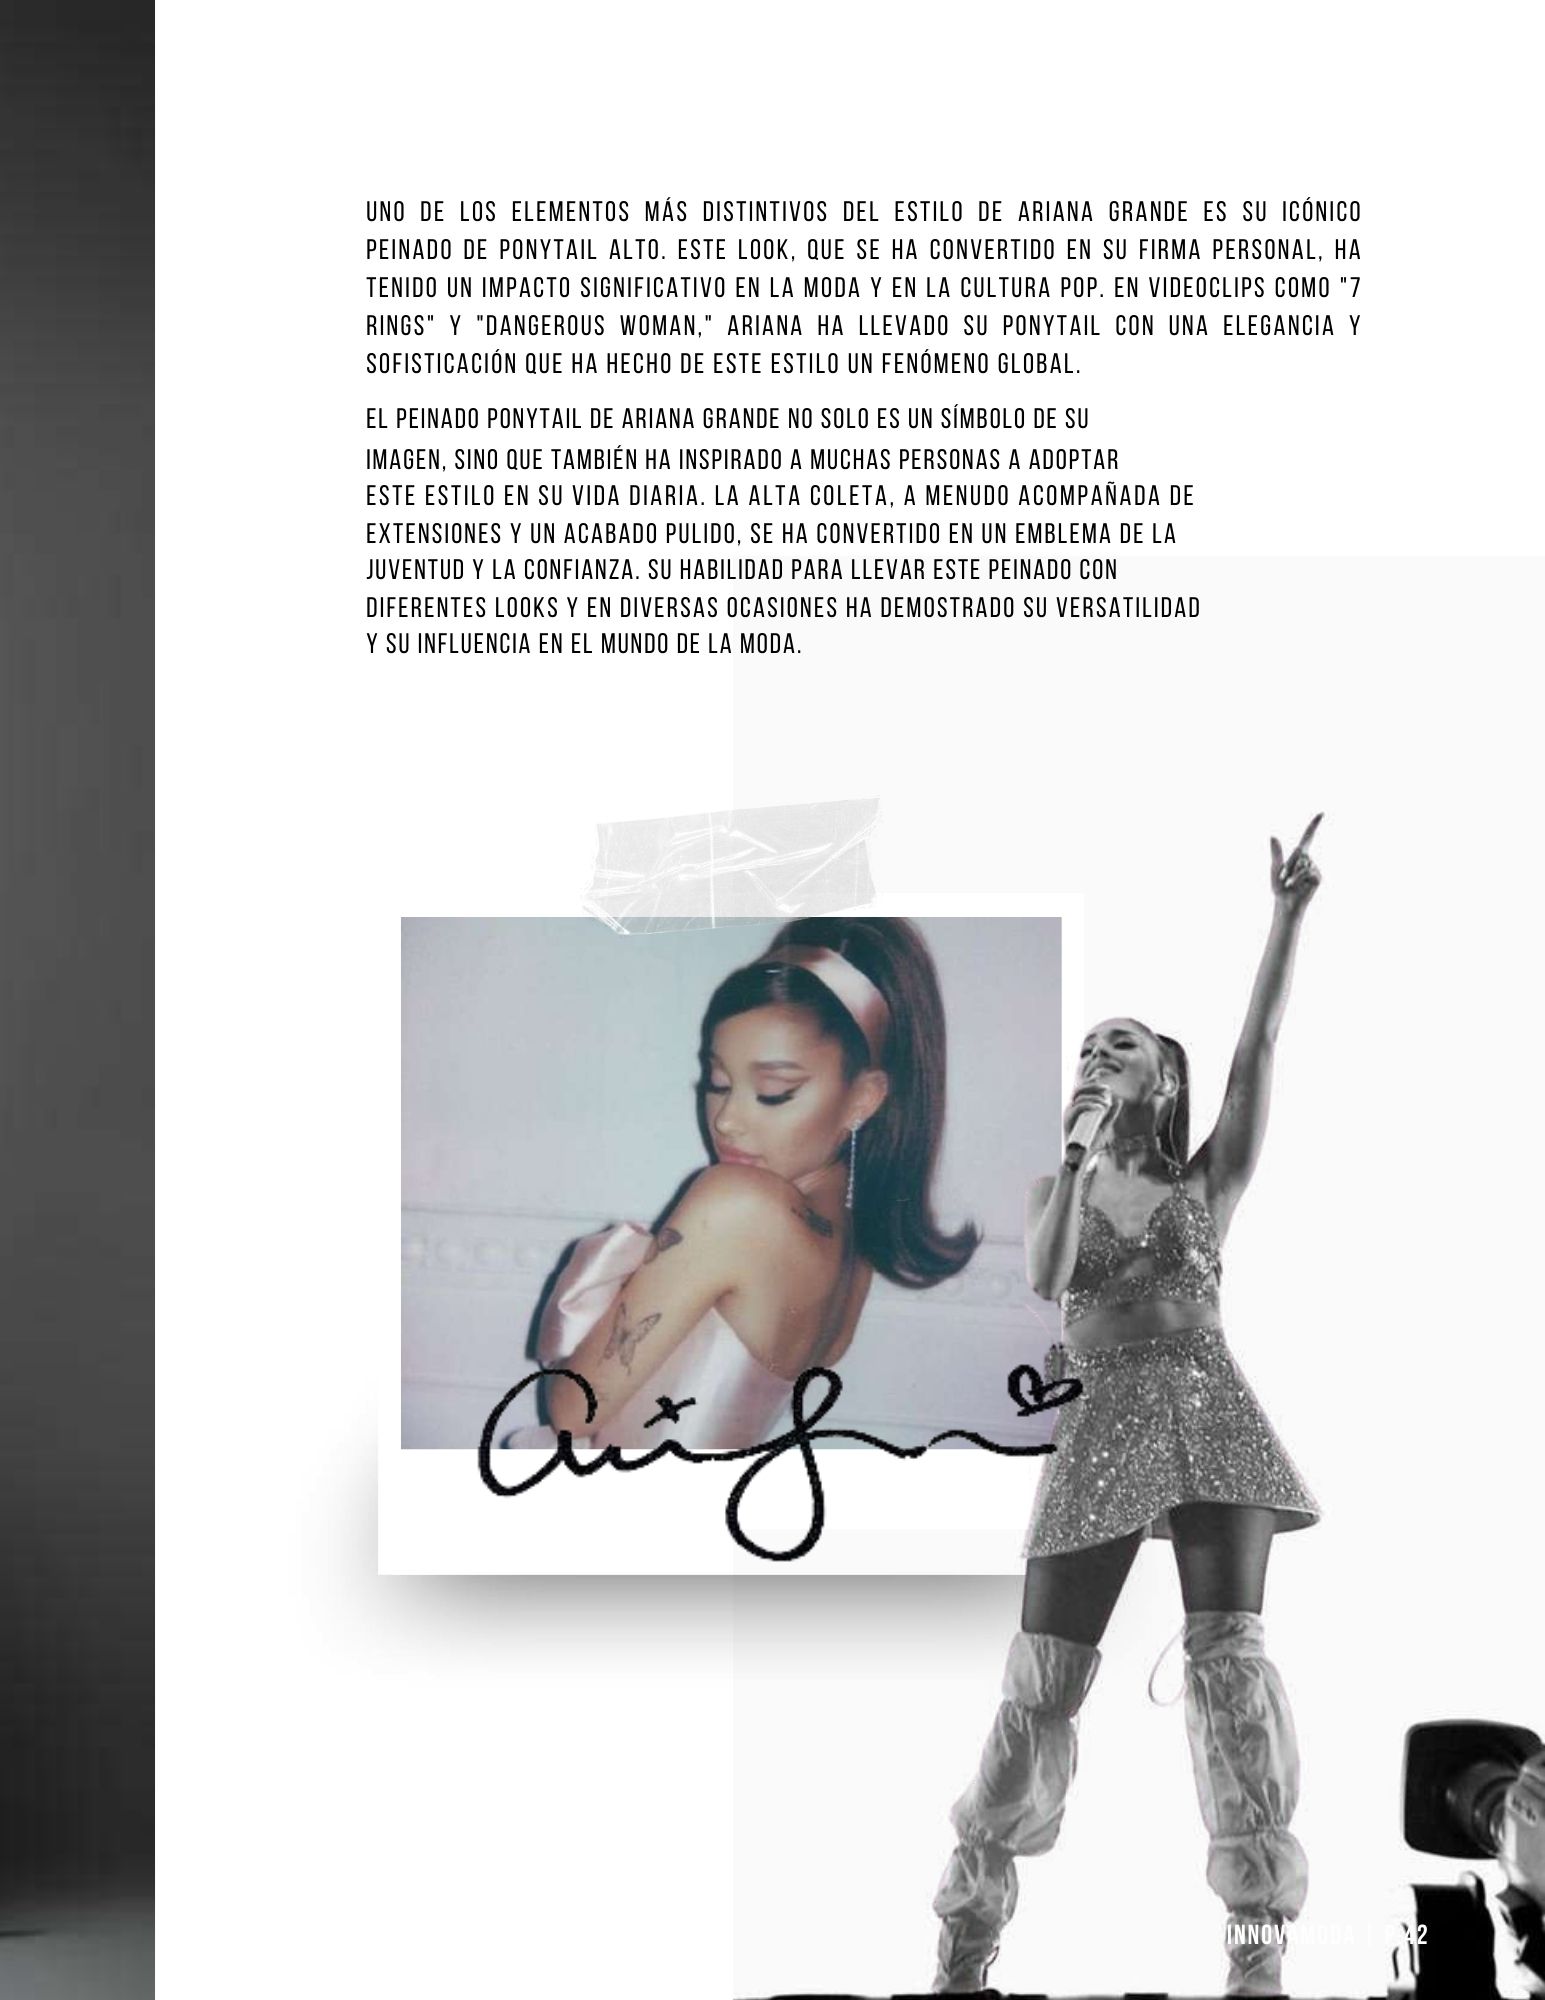 UNO DE LOS ELEMENTOS MÁS DISTINTIVOS DEL ESTILO DE ARIANA GRANDE ES SU ICÓNICO
PEINADO DE PONYTAIL ALTO. ESTE LOOK, QUE SE HA CONVERTIDO EN SU FIRMA PERSONAL, HA
TENIDO UN IMPACTO SIGNIFICATIVO EN LA MODA Y EN LA CULTURA POP. EN VIDEOCLIPS COMO "7
RINGS" Y "DANGEROUS WOMAN," ARIANA HA LLEVADO SU PONYTAIL CON UNA ELEGANCIA Y
SOFISTICACIÓN QUE HA HECHO DE ESTE ESTILO UN FENÓMENO GLOBAL.
EL PEINADO PONYTAIL DE ARIANA GRANDE NO SOLO ES UN SÍMBOLO DE SU
IMAGEN, SINO QUE TAMBIÉN HA INSPIRADO A MUCHAS PERSONAS A ADOPTAR
ESTE ESTILO EN SU VIDA DIARIA. LA ALTA COLETA, A MENUDO ACOMPAÑADA DE
EXTENSIONES Y UN ACABADO PULIDO, SE HA CONVERTIDO EN UN EMBLEMA DE LA
JUVENTUD Y LA CONFIANZA. SU HABILIDAD PARA LLEVAR ESTE PEINADO CON
DIFERENTES LOOKS Y EN DIVERSAS OCASIONES HA DEMOSTRADO SU VERSATILIDAD
Y SU INFLUENCIA EN EL MUNDO DE LA MODA.
INNOVAMODA | P.42